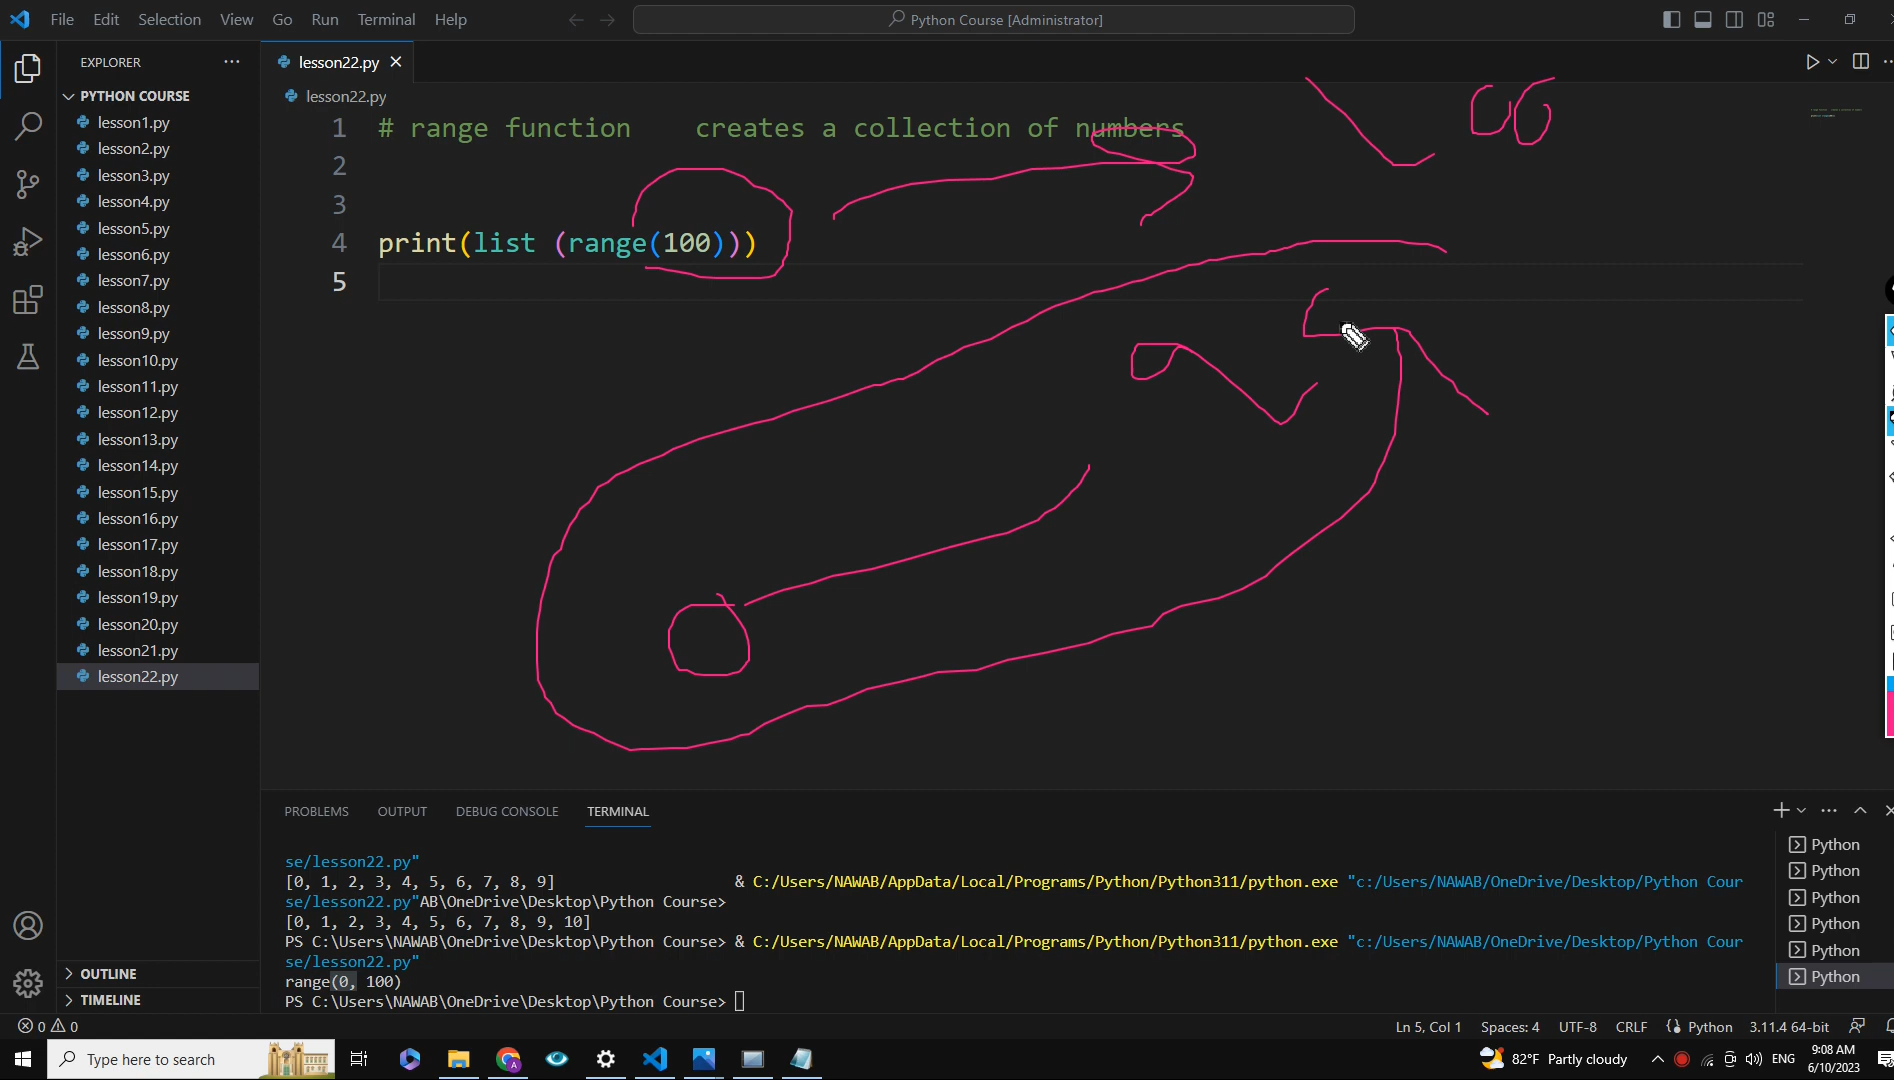 File Edit Selection View Go Run Terminal Help
Python Course [Administrator]
EXPLORER
lesson22.py
PYTHON COURSE
lesson22.py
lesson1.py
lesson2.py
lesson3.py
lesson4.py
lesson5.py
lesson6.py
lesson7.py
lesson8.py
lesson9.py
lesson10.py
lesson11.py
lesson12.py
lesson13.py
lesson14.py
lesson15.py
lesson16.py
lesson17.py
lesson18.py
lesson19.py
lesson20.py
lesson21.py
lesson22.py
OUTLINE
TIMELINE
1 # range function    creates a collection of numbers
2
3
4 print(list (range(100)))
5
PROBLEMS OUTPUT DEBUG CONSOLE TERMINAL
se/lesson22.py"
[0, 1, 2, 3, 4, 5, 6, 7, 8, 9] & C:/Users/NAWAB/AppData/Local/Programs/Python/Python311/python.exe "c:/Users/NAWAB/OneDrive/Desktop/Python Cour
se/lesson22.py"AB\OneDrive\Desktop\Python Course>
[0, 1, 2, 3, 4, 5, 6, 7, 8, 9, 10]
PS C:\Users\NAWAB\OneDrive\Desktop\Python Course> & C:/Users/NAWAB/AppData/Local/Programs/Python/Python311/python.exe "c:/Users/NAWAB/OneDrive/Desktop/Python Cour
se/lesson22.py"
range(0, 100)
PS C:\Users\NAWAB\OneDrive\Desktop\Python Course>
Python
Python
Python
Python
Python
Python
0 0
Ln 5, Col 1 Spaces: 4 UTF-8 CRLF Python 3.11.4 64-bit
Type here to search
82°F Partly cloudy
ENG
9:08 AM
6/10/2023